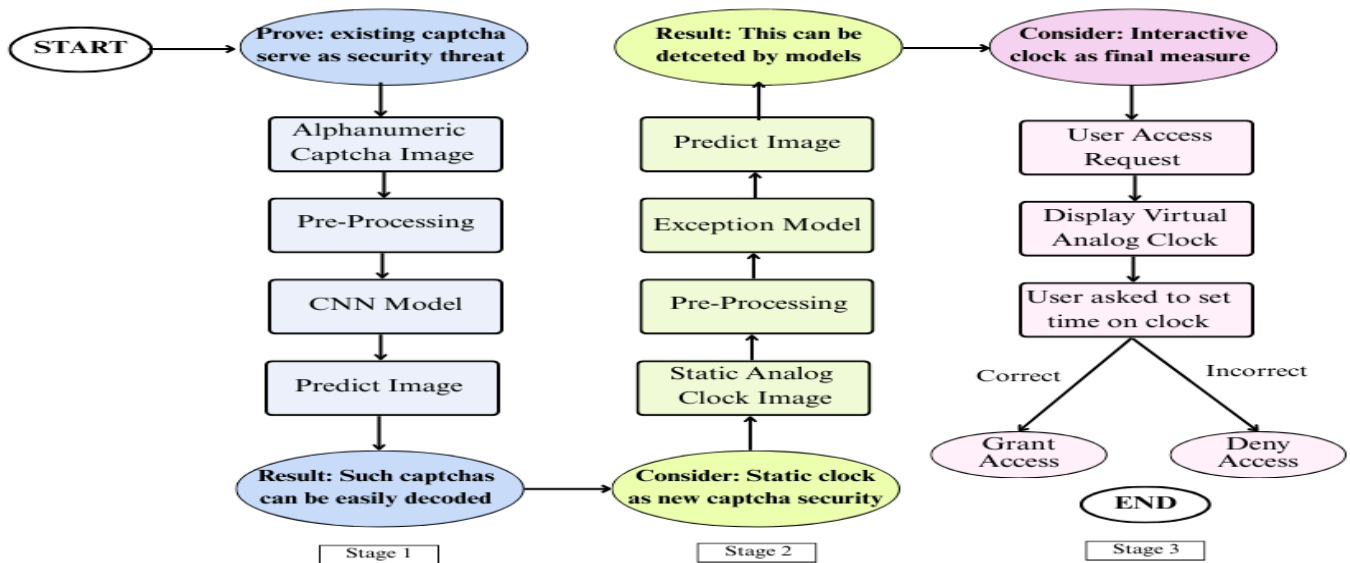 START
Prove: existing captcha
serve as security threat
Alphanumeric
Captcha Image
Pre-Processing
CNN Model
Predict Image
Result: Such captchas
can be easily decoded
Stage 1
Consider: Static clock
as new captcha security
Static Analog
Clock Image
Pre-Processing
Exception Model
Predict Image
Result: This can be
detceted by models
Stage 2
Consider: Interactive
clock as final measure
User Access
Request
Display Virtual
Analog Clock
User asked to set
time on clock
Correct
Incorrect
Grant
Access
Deny
Access
END
Stage 3